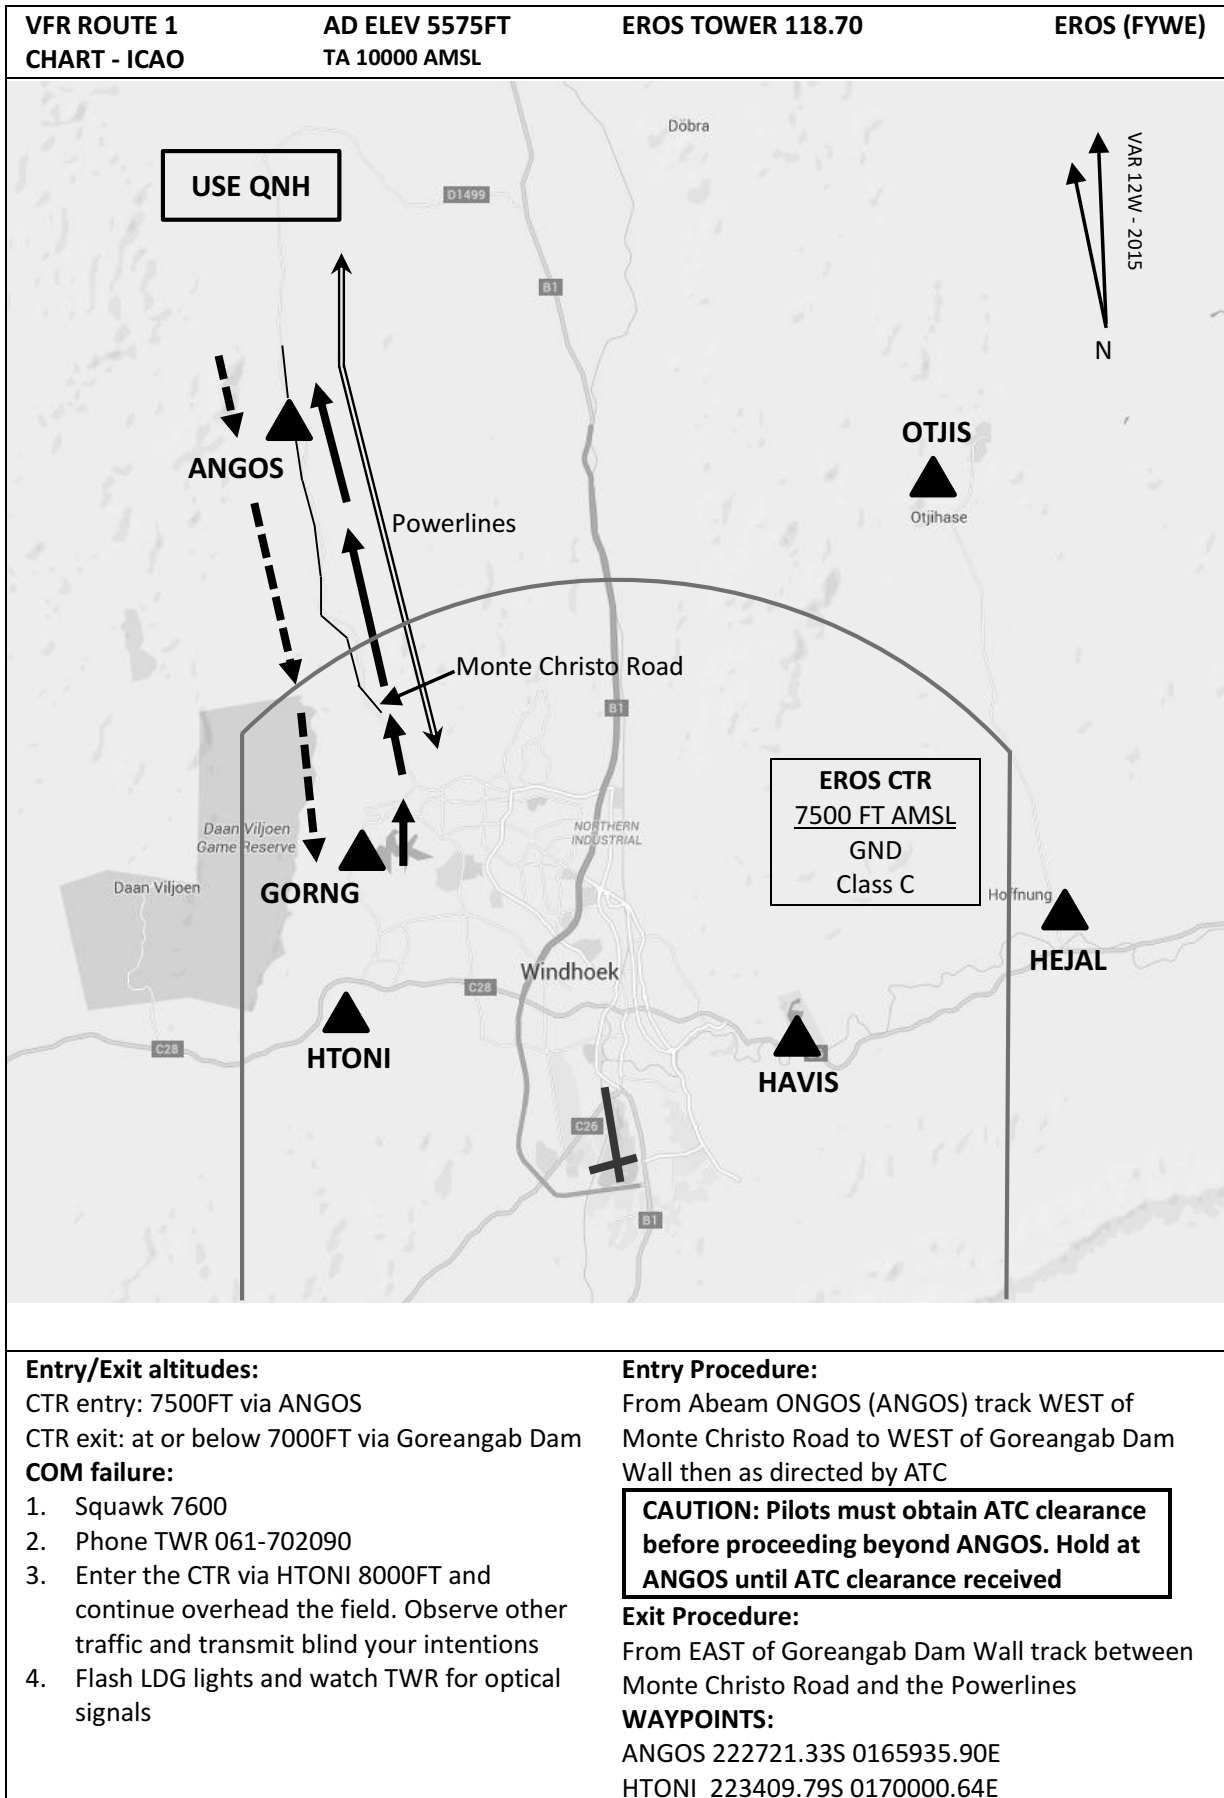 VFR ROUTE 1 AD ELEV 5575FT EROS TOWER 118.70 EROS (FYWE)
CHART - ICAO TA 10000 AMSL
Döbra
USE QNH
D1499
VAR 12W - 2015
B1
N
OTJIS
ANGOS
Otjihase
Powerlines
Monte Christo Road
B1
EROS CTR
7500 FT AMSL
GND
Class C
NORTHERN
INDUSTRIAL
Daan Viljoen
Game Reserve
Daan Viljoen
GORNG
Hoffnung
HEJAL
Windhoek
C28
C28
HTONI
HAVIS
C26
B1
Entry/Exit altitudes:
CTR entry: 7500FT via ANGOS
CTR exit: at or below 7000FT via Goreangab Dam
COM failure:
1. Squawk 7600
2. Phone TWR 061-702090
3. Enter the CTR via HTONI 8000FT and
continue overhead the field. Observe other
traffic and transmit blind your intentions
4. Flash LDG lights and watch TWR for optical
signals
Entry Procedure:
From Abeam ONGOS (ANGOS) track WEST of
Monte Christo Road to WEST of Goreangab Dam
Wall then as directed by ATC
CAUTION: Pilots must obtain ATC clearance
before proceeding beyond ANGOS. Hold at
ANGOS until ATC clearance received
Exit Procedure:
From EAST of Goreangab Dam Wall track between
Monte Christo Road and the Powerlines
WAYPOINTS:
ANGOS 222721.33S 0165935.90E
HTONI 223409.79S 0170000.64E